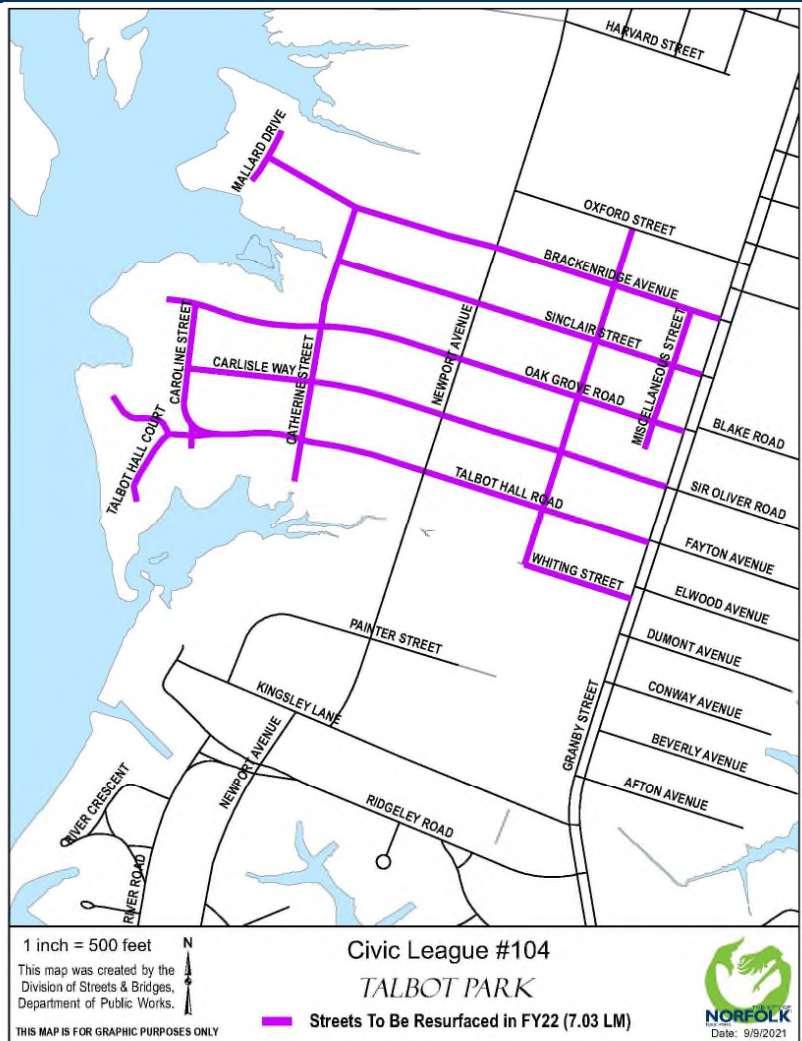 HARVARD STREET
MALLARD DRIVE
OXFORD STREET
BRACKENRIDGE AVENUE
SINCLAIR STREET
CAROLINE STREET
NEWPORT AVENUE
MISCELLANEOUS STREET
CARLISLE WAY
CATHERINE STREET
OAK GROVE ROAD
BLAKE ROAD
TALBOT HALL COURT
TALBOT HALL ROAD
SIR OLIVER ROAD
FAYTON AVENUE
WHITING STREET
ELWOOD AVENUE
PAINTER STREET
DUMONT AVENUE
KINGSLEY LANE
CONWAY AVENUE
GRANBY STREET
NEWPORT AVENUE
BEVERLY AVENUE
RIVER CRESCENT
AFTON AVENUE
RIDGELEY ROAD
RIVER ROAD
1 inch = 500 feet
N
This map was created by the
Division of Streets & Bridges,
Department of Public Works.
THIS MAP IS FOR GRAPHIC PURPOSES ONLY
Civic League #104
TALBOT PARK
Streets To Be Resurfaced in FY22 (7.03 LM)
NORFOLK
Date: 9/9/2021